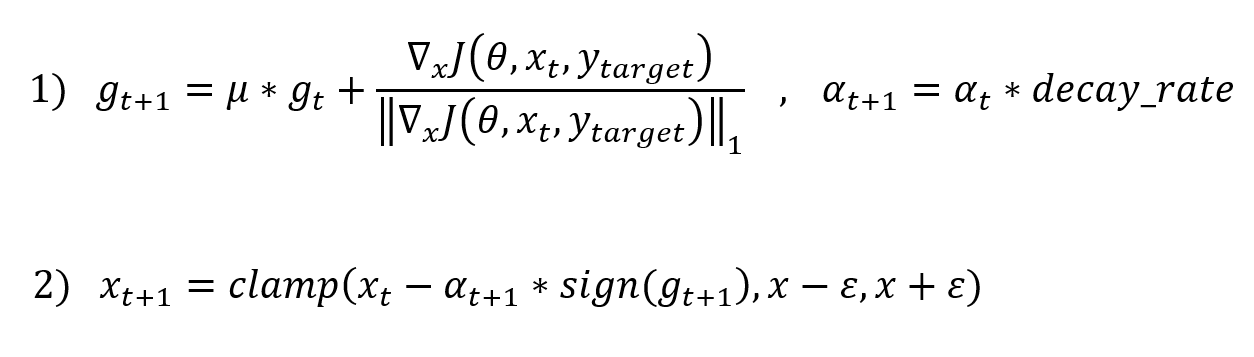 1) g_{t+1} = μ * g_t + \frac{∇_x J(θ, x_t, y_{target})}{‖∇_x J(θ, x_t, y_{target})‖_1} , α_{t+1} = α_t * decay_rate
2) x_{t+1} = clamp(x_t − α_{t+1} * sign(g_{t+1}), x − ε, x + ε)